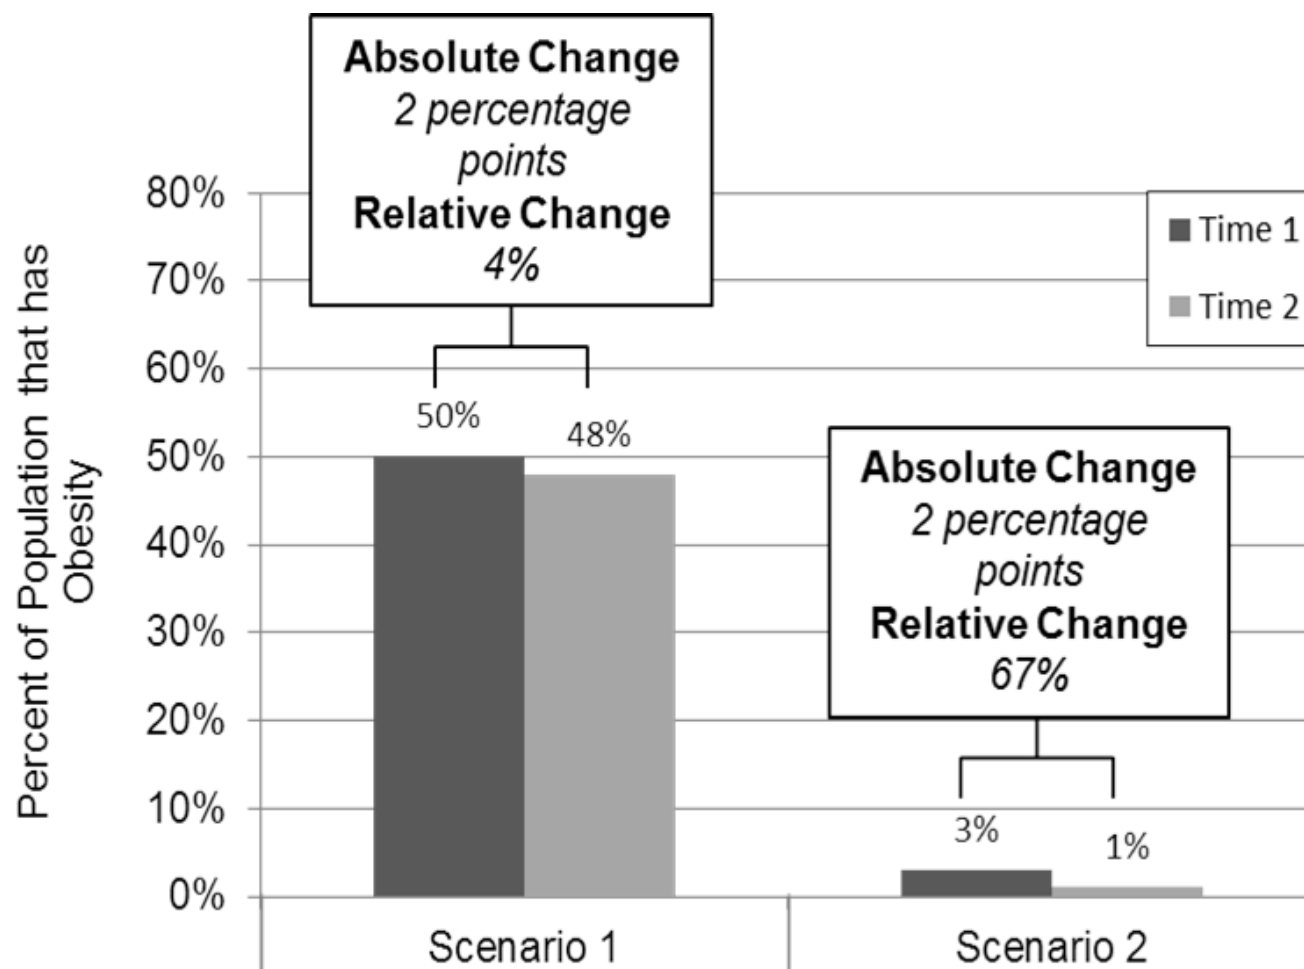 Absolute Change
2 percentage
points
Relative Change
4%
80%
70%
60%
50%
40%
30%
20%
10%
0%
Percent of Population that has
Obesity
Time 1
Time 2
50%
48%
Absolute Change
2 percentage
points
Relative Change
67%
3%
1%
Scenario 1
Scenario 2